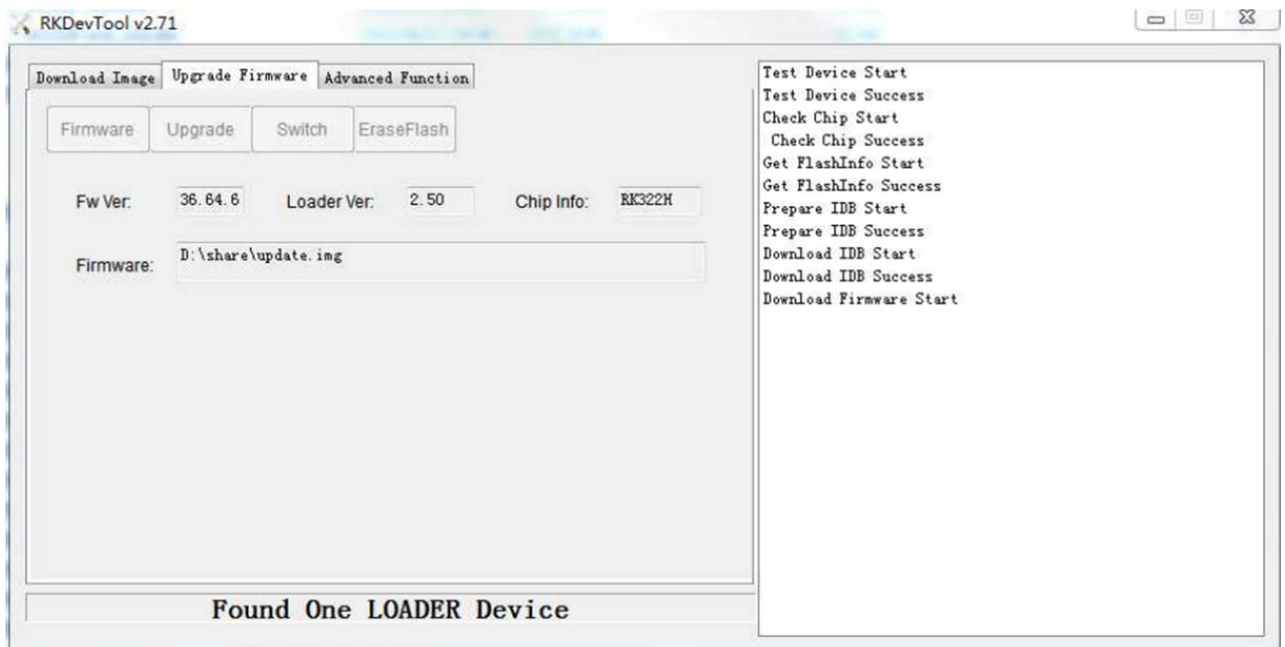 RKDevTool v2.71
Download Image Upgrade Firmware Advanced Function
Firmware Upgrade Switch EraseFlash
Fw Ver: 36.64.6 Loader Ver: 2.50 Chip Info: RK322H
Firmware: D:\share\update.img
Found One LOADER Device
Test Device Start
Test Device Success
Check Chip Start
Check Chip Success
Get FlashInfo Start
Get FlashInfo Success
Prepare IDB Start
Prepare IDB Success
Download IDB Start
Download IDB Success
Download Firmware Start